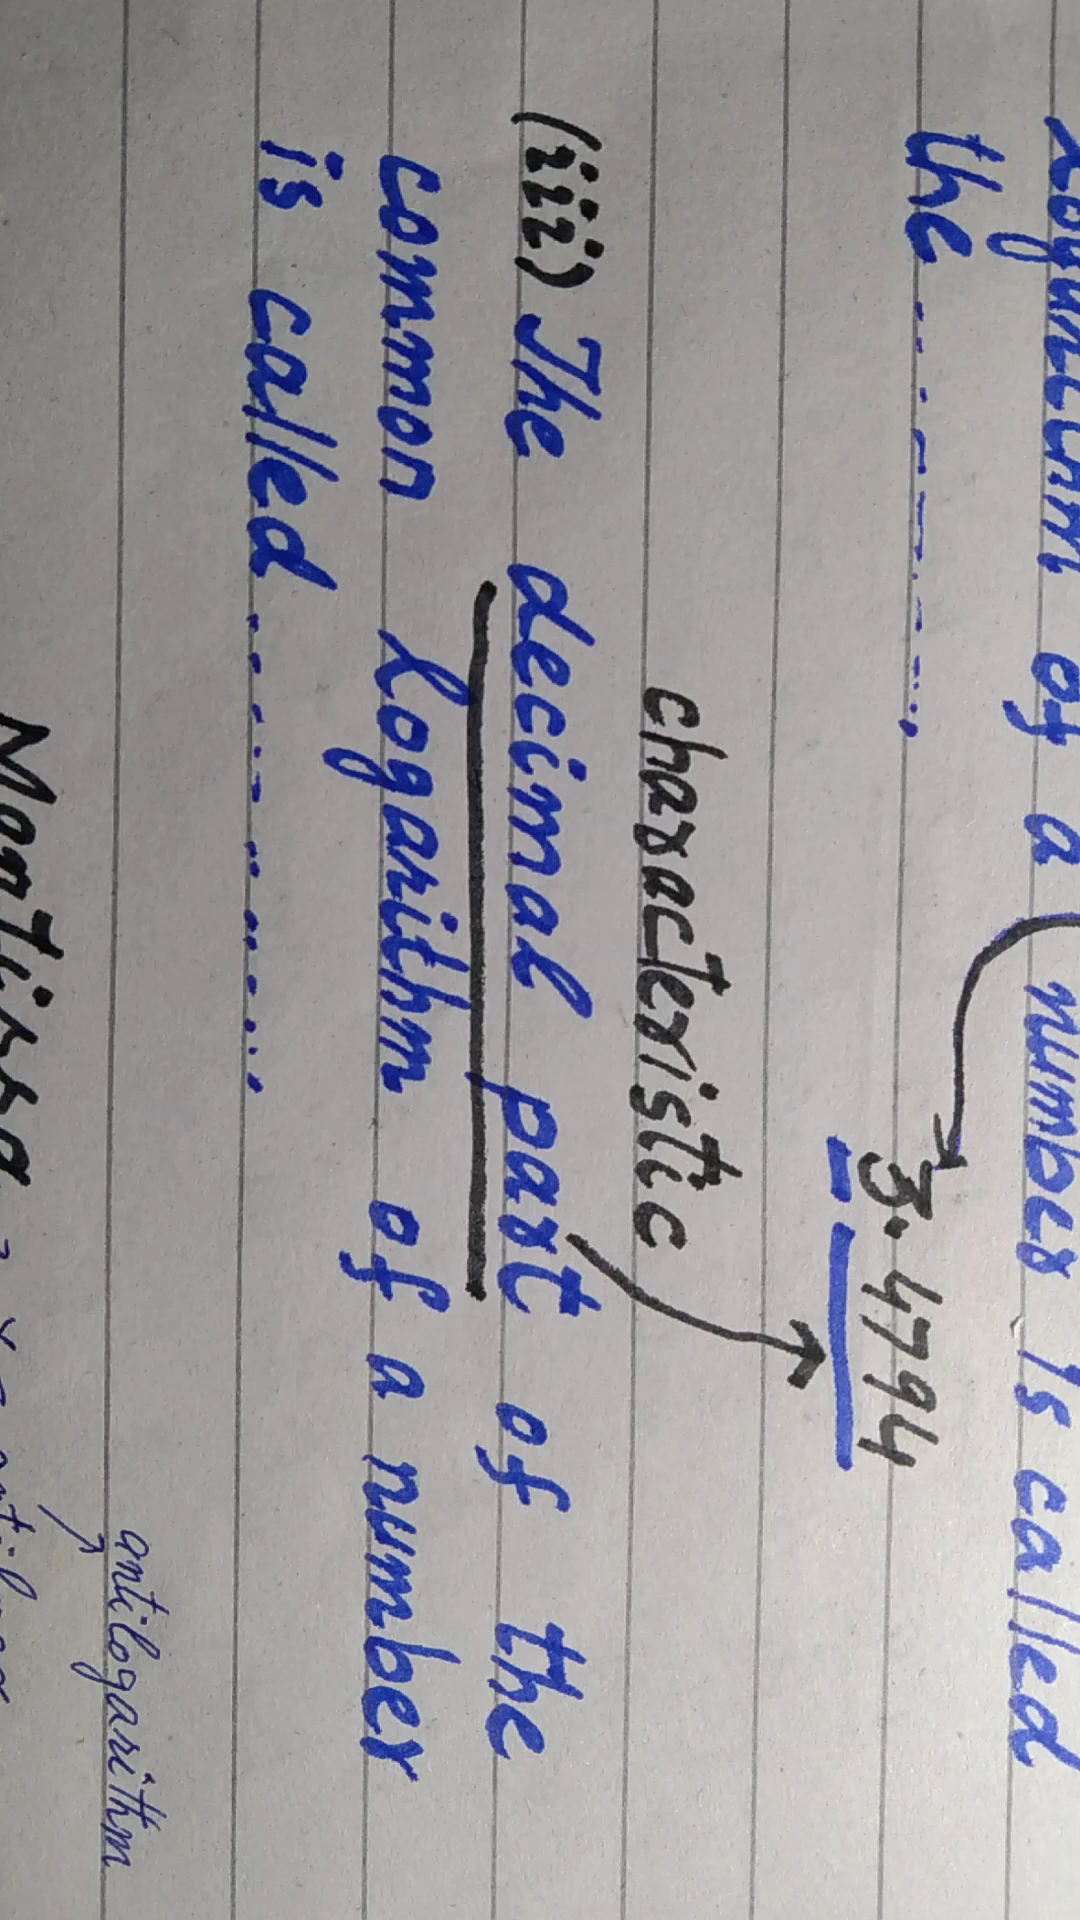 Logarithm of a number is called
3.4794
the ............,
characteristic
(iii) The decimal part of the
common Logarithm of a number
is called ............
antilogarithm
Mantissa